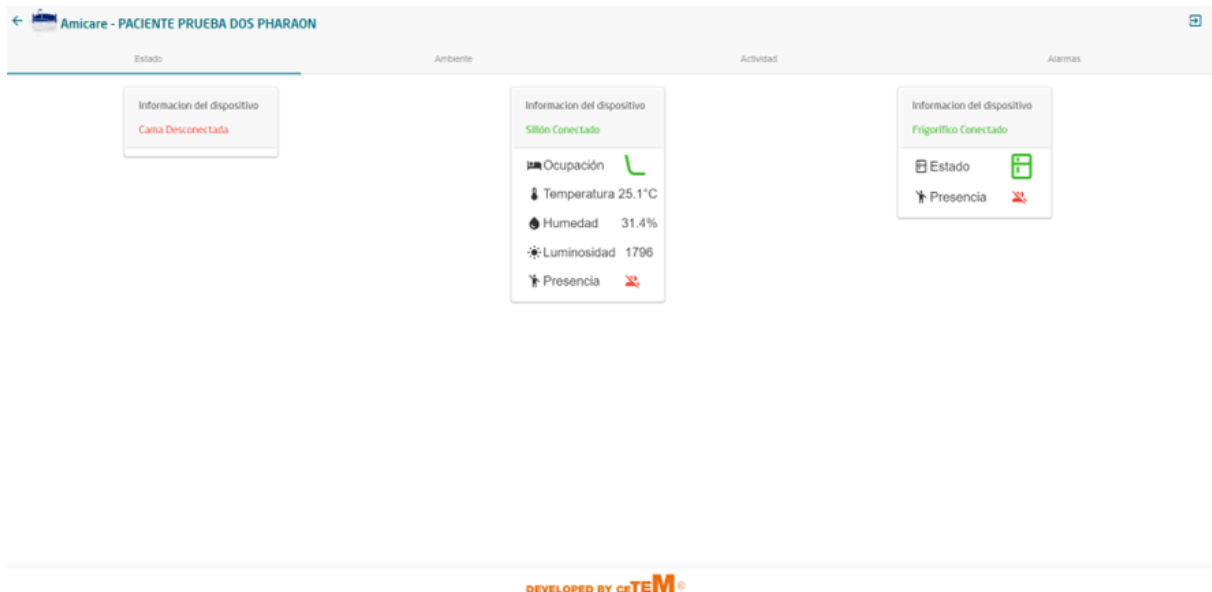 Amicare - PACIENTE PRUEBA DOS PHARAON
Estado
Ambiente
Actividad
Alarmas
Informacion del dispositivo
Cama Desconectada
Informacion del dispositivo
Sillón Conectado
Ocupación
Temperatura 25.1°C
Humedad 31.4%
Luminosidad 1796
Presencia
Informacion del dispositivo
Frigorífico Conectado
Estado
Presencia
DEVELOPED BY CETEM ©